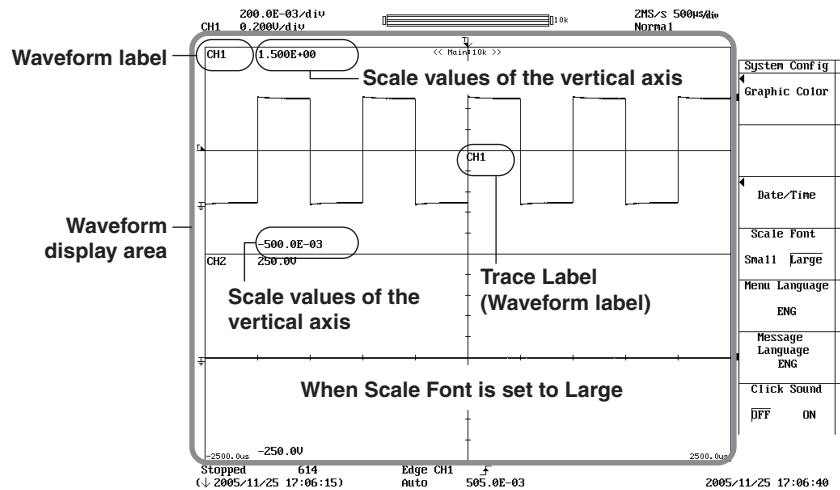 200.0E-03/div
CH1 0.200V/div
10k
2MS/s 500µs/div
Normal
<< Main:10k >>
Waveform label
CH1 1.500E+00
Scale values of the vertical axis
CH1
Waveform display area
-500.0E-03
CH2 250.0V
Scale values of the vertical axis
Trace Label
(Waveform label)
When Scale Font is set to Large
-2500.0us -250.0V
2500.0us
System Config
Graphic Color
Date/Time
Scale Font
Small Large
Menu Language
ENG
Message
Language
ENG
Click Sound
OFF ON
Stopped 614
Edge CH1
(↓2005/11/25 17:06:15)
Auto 505.0E-03
2005/11/25 17:06:40